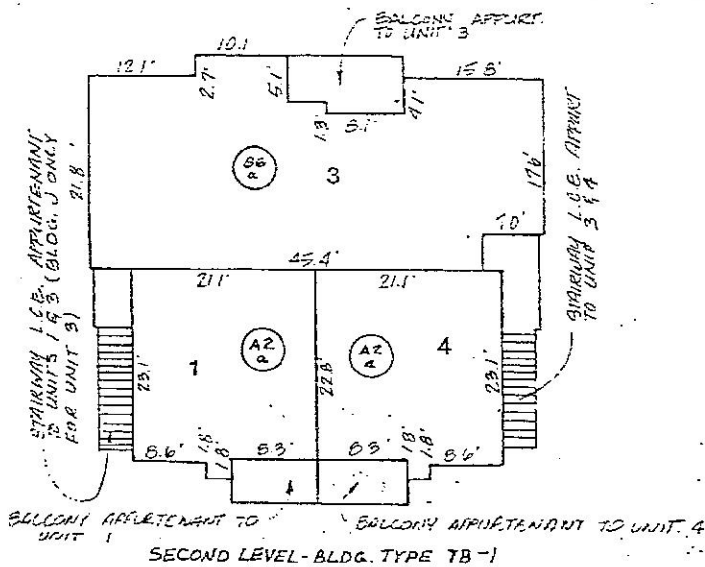 BALCONY APPURT.
TO UNIT 3
10.1
12.1'
2.7'
5.1'
15.8'
4.1'
1.3'
8.1'
86
a
3
21.8'
17.6'
7.0'
STAIRWAY L.C.E. APPURTENANT
TO UNITS 1 & 3 (BLDG. J ONLY
FOR UNIT 3)
STAIRWAY L.C.E. APPURT
TO UNIT 3 & 4
45.4'
21.1'
21.1'
A2
a
A2
a
1
4
23.1'
22.8'
23.1'
8.6'
1.8'
1.8'
8.3'
8.3'
1.8'
1.8'
8.6'
BALCONY APPURTENANT TO
UNIT 1
BALCONY APPURTENANT TO UNIT 4
SECOND LEVEL-BLDG. TYPE 7B-1